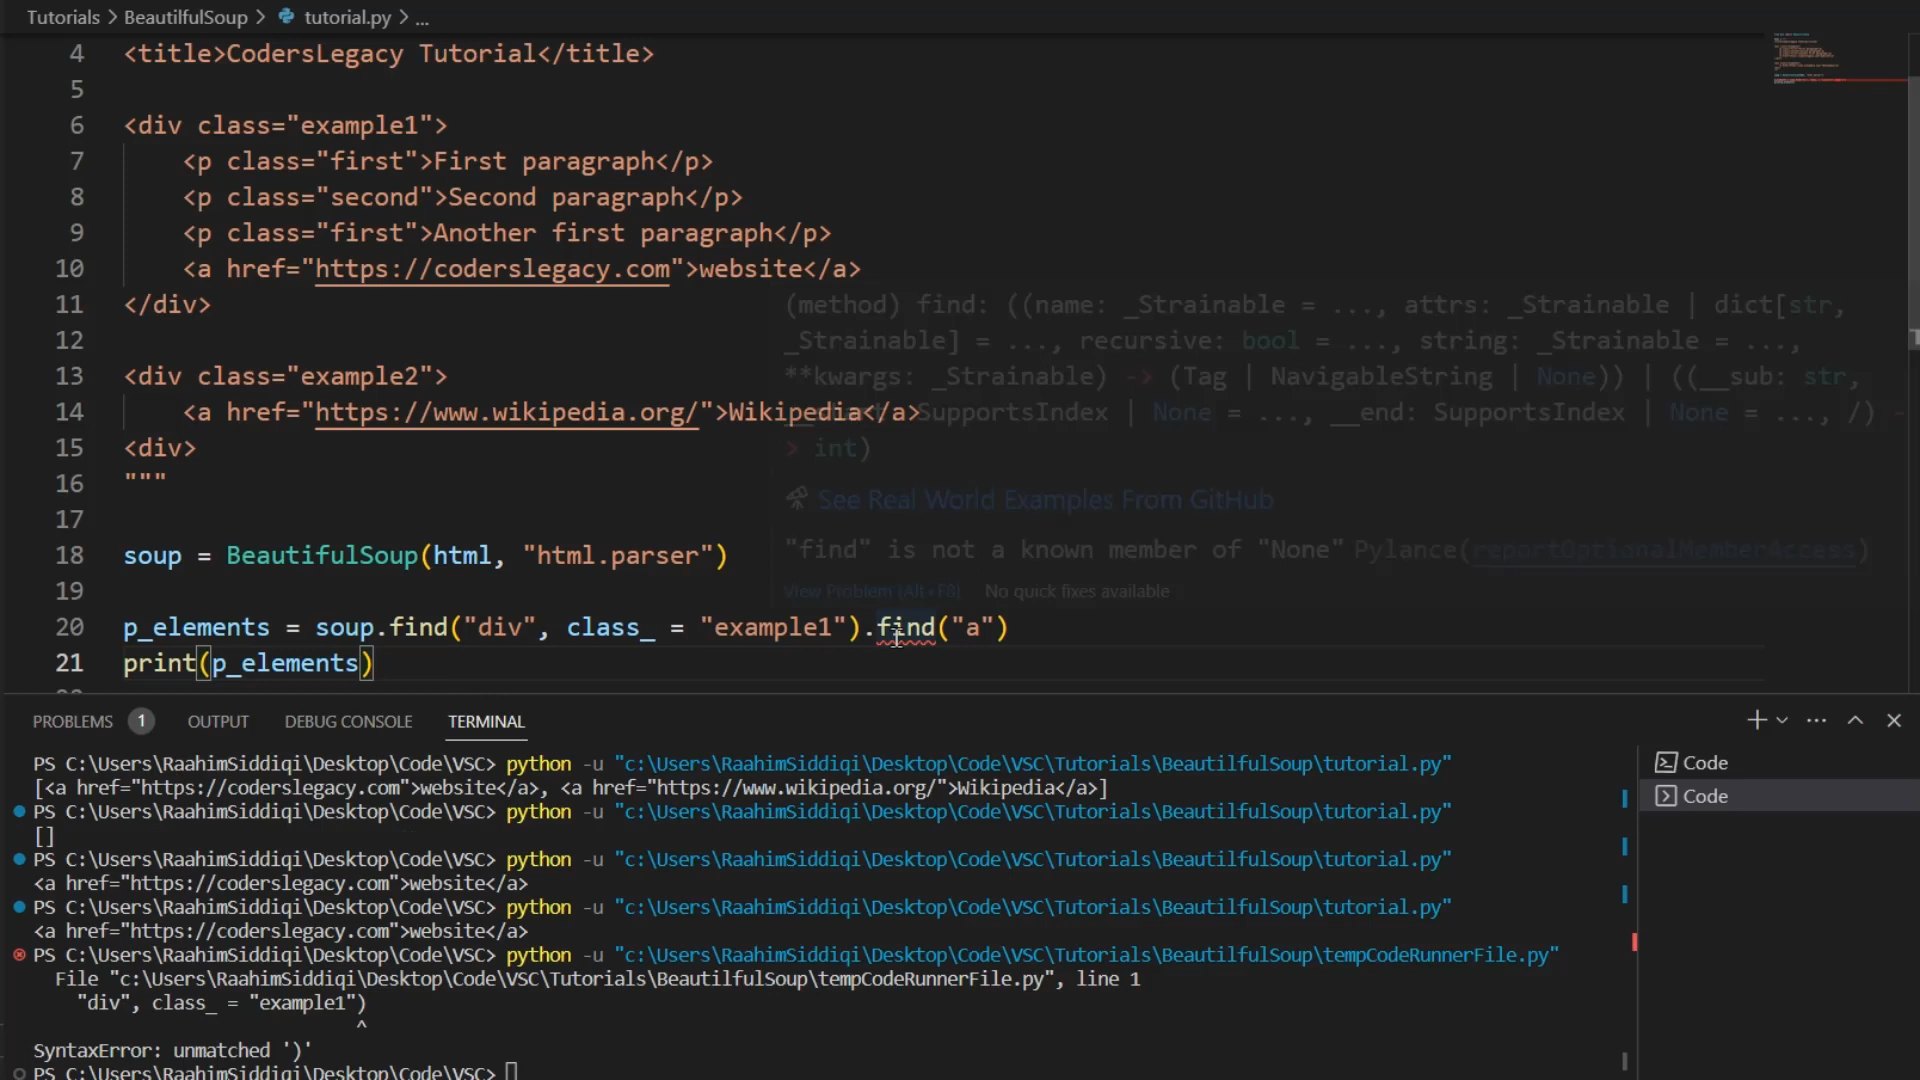 Tutorials > BeautilfulSoup > tutorial.py > ...
4 <title>CodersLegacy Tutorial</title>
5
6 <div class="example1">
7 <p class="first">First paragraph</p>
8 <p class="second">Second paragraph</p>
9 <p class="first">Another first paragraph</p>
10 <a href="https://coderslegacy.com">website</a>
11 </div>
12
13 <div class="example2">
14 <a href="https://www.wikipedia.org/">Wikipedia</a>
15 <div>
16 """
17
18 soup = BeautifulSoup(html, "html.parser")
19
20 p_elements = soup.find("div", class_ = "example1").find("a")
21 print(p_elements)
(method) find: ((name: _Strainable = ..., attrs: _Strainable | dict[str,
_Strainable] = ..., recursive: bool = ..., string: _Strainable = ...,
**kwargs: _Strainable) -> (Tag | NavigableString | None)) | ((__sub: str,
SupportsIndex | None = ..., __end: SupportsIndex | None = ..., /) -
> int)
See Real World Examples From GitHub
"find" is not a known member of "None" Pylance(reportOptionalMemberAccess)
View Problem (Alt+F8) No quick fixes available
PROBLEMS 1 OUTPUT DEBUG CONSOLE TERMINAL
PS C:\Users\RaahimSiddiqi\Desktop\Code\VSC> python -u "c:\Users\RaahimSiddiqi\Desktop\Code\VSC\Tutorials\BeautilfulSoup\tutorial.py"
[<a href="https://coderslegacy.com">website</a>, <a href="https://www.wikipedia.org/">Wikipedia</a>]
PS C:\Users\RaahimSiddiqi\Desktop\Code\VSC> python -u "c:\Users\RaahimSiddiqi\Desktop\Code\VSC\Tutorials\BeautilfulSoup\tutorial.py"
[]
PS C:\Users\RaahimSiddiqi\Desktop\Code\VSC> python -u "c:\Users\RaahimSiddiqi\Desktop\Code\VSC\Tutorials\BeautilfulSoup\tutorial.py"
<a href="https://coderslegacy.com">website</a>
PS C:\Users\RaahimSiddiqi\Desktop\Code\VSC> python -u "c:\Users\RaahimSiddiqi\Desktop\Code\VSC\Tutorials\BeautilfulSoup\tutorial.py"
<a href="https://coderslegacy.com">website</a>
PS C:\Users\RaahimSiddiqi\Desktop\Code\VSC> python -u "c:\Users\RaahimSiddiqi\Desktop\Code\VSC\Tutorials\BeautilfulSoup\tempCodeRunnerFile.py"
File "c:\Users\RaahimSiddiqi\Desktop\Code\VSC\Tutorials\BeautilfulSoup\tempCodeRunnerFile.py", line 1
"div", class_ = "example1")
^
SyntaxError: unmatched ')'
PS C:\Users\RaahimSiddiqi\Desktop\Code\VSC>
Code
Code